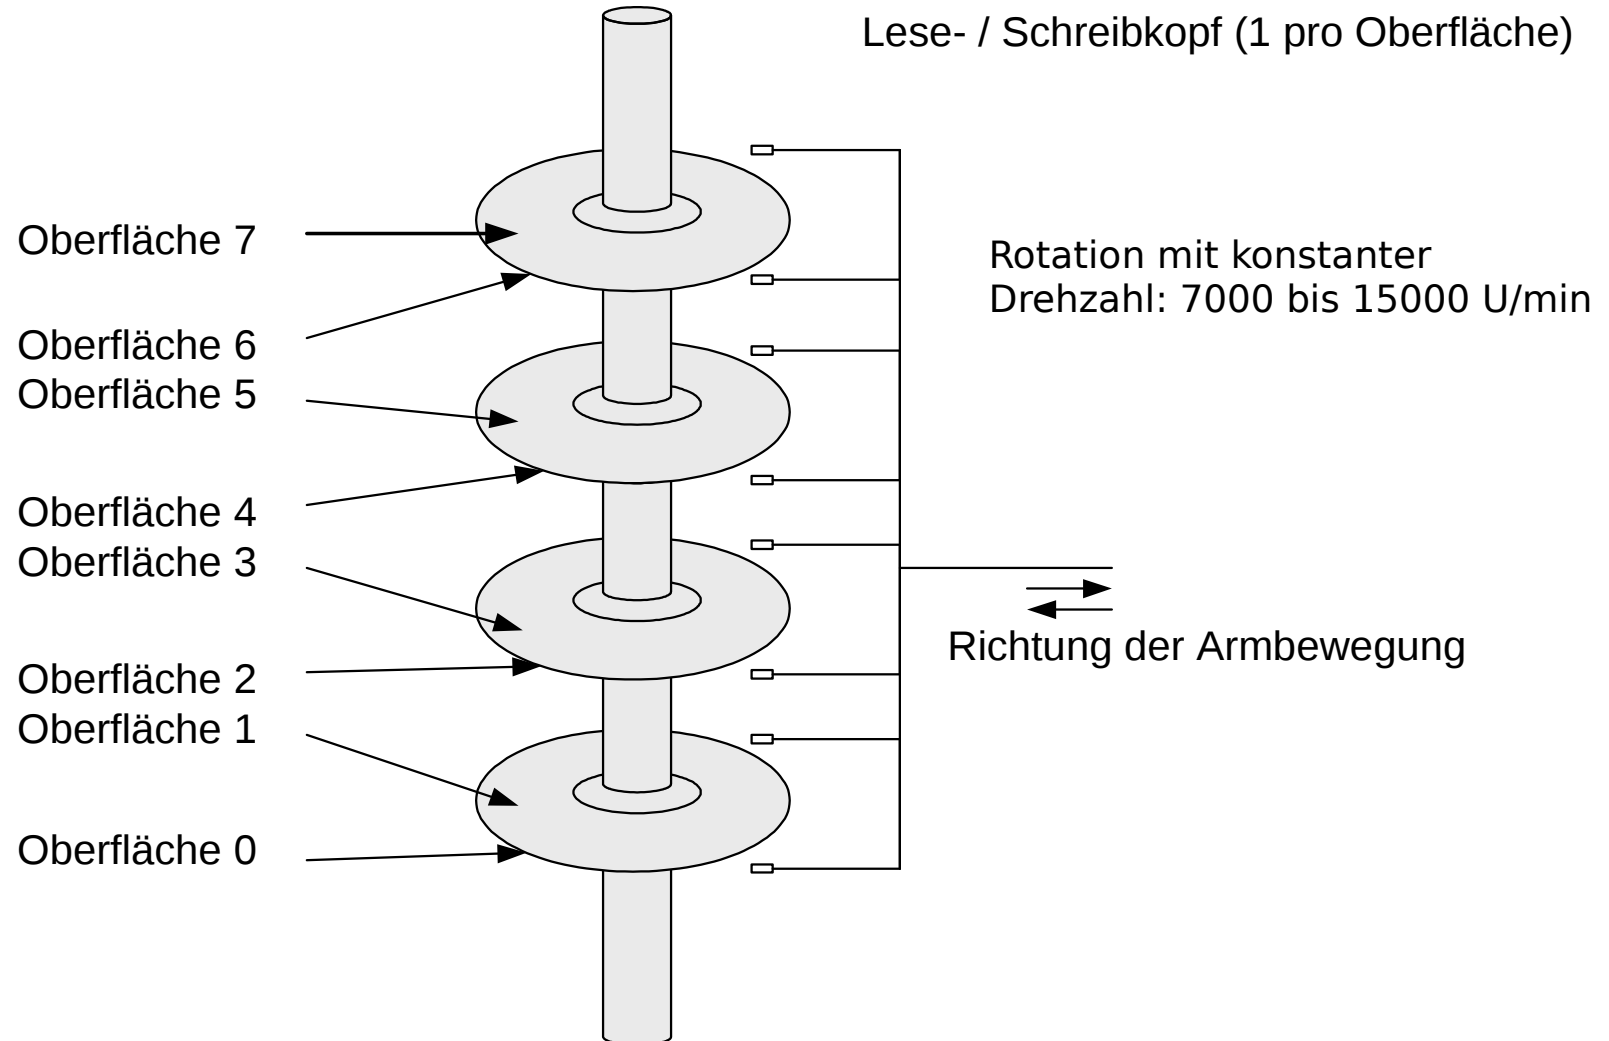 Lese- / Schreibkopf (1 pro Oberfläche)
Oberfläche 7
Rotation mit konstanter
Drehzahl: 7000 bis 15000 U/min
Oberfläche 6
Oberfläche 5
Oberfläche 4
Oberfläche 3
Richtung der Armbewegung
Oberfläche 2
Oberfläche 1
Oberfläche 0